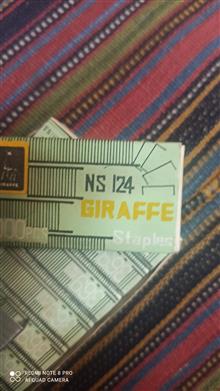 NS 124
GIRAFFE
Staples
REDMI NOTE 8 PRO
AI QUAD CAMERA